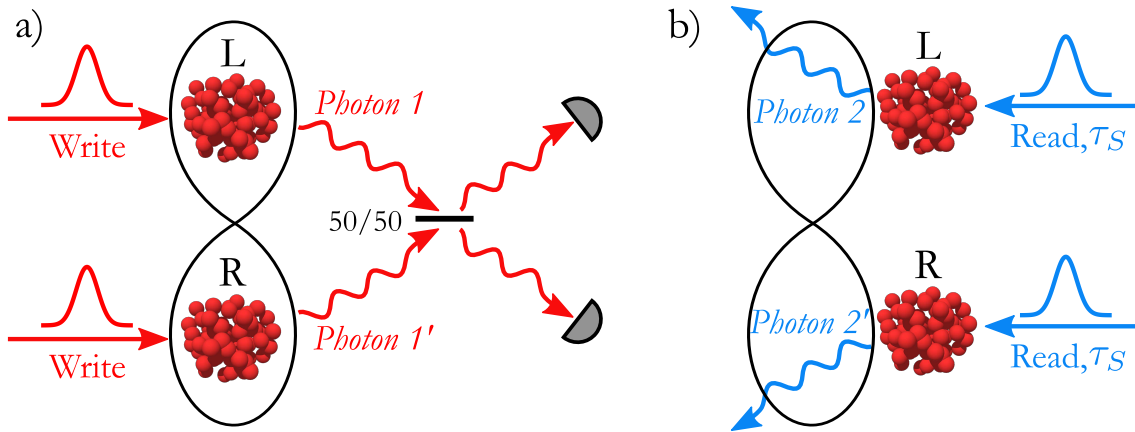 a)
L
Photon 1
Write
50/50
R
Photon 1'
Write
b)
L
Photon 2
Read,τS
R
Photon 2'
Read,τS